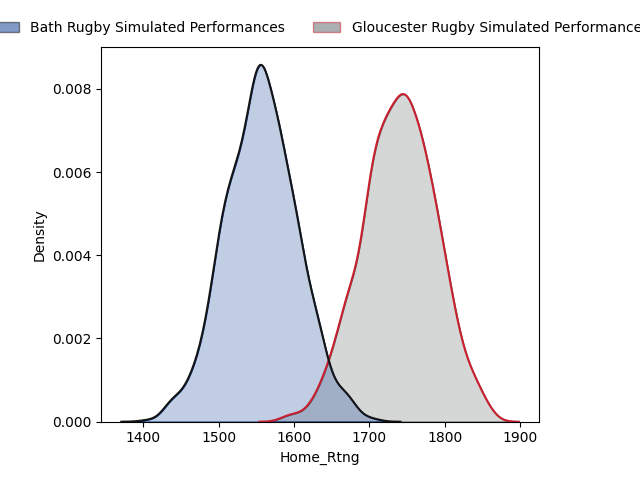 Bath Rugby Simulated Performances
Gloucester Rugby Simulated Performance
0.008
0.006
0.004
0.002
0.000
Density
1400 1500 1600 1700 1800 1900
Home_Rtng